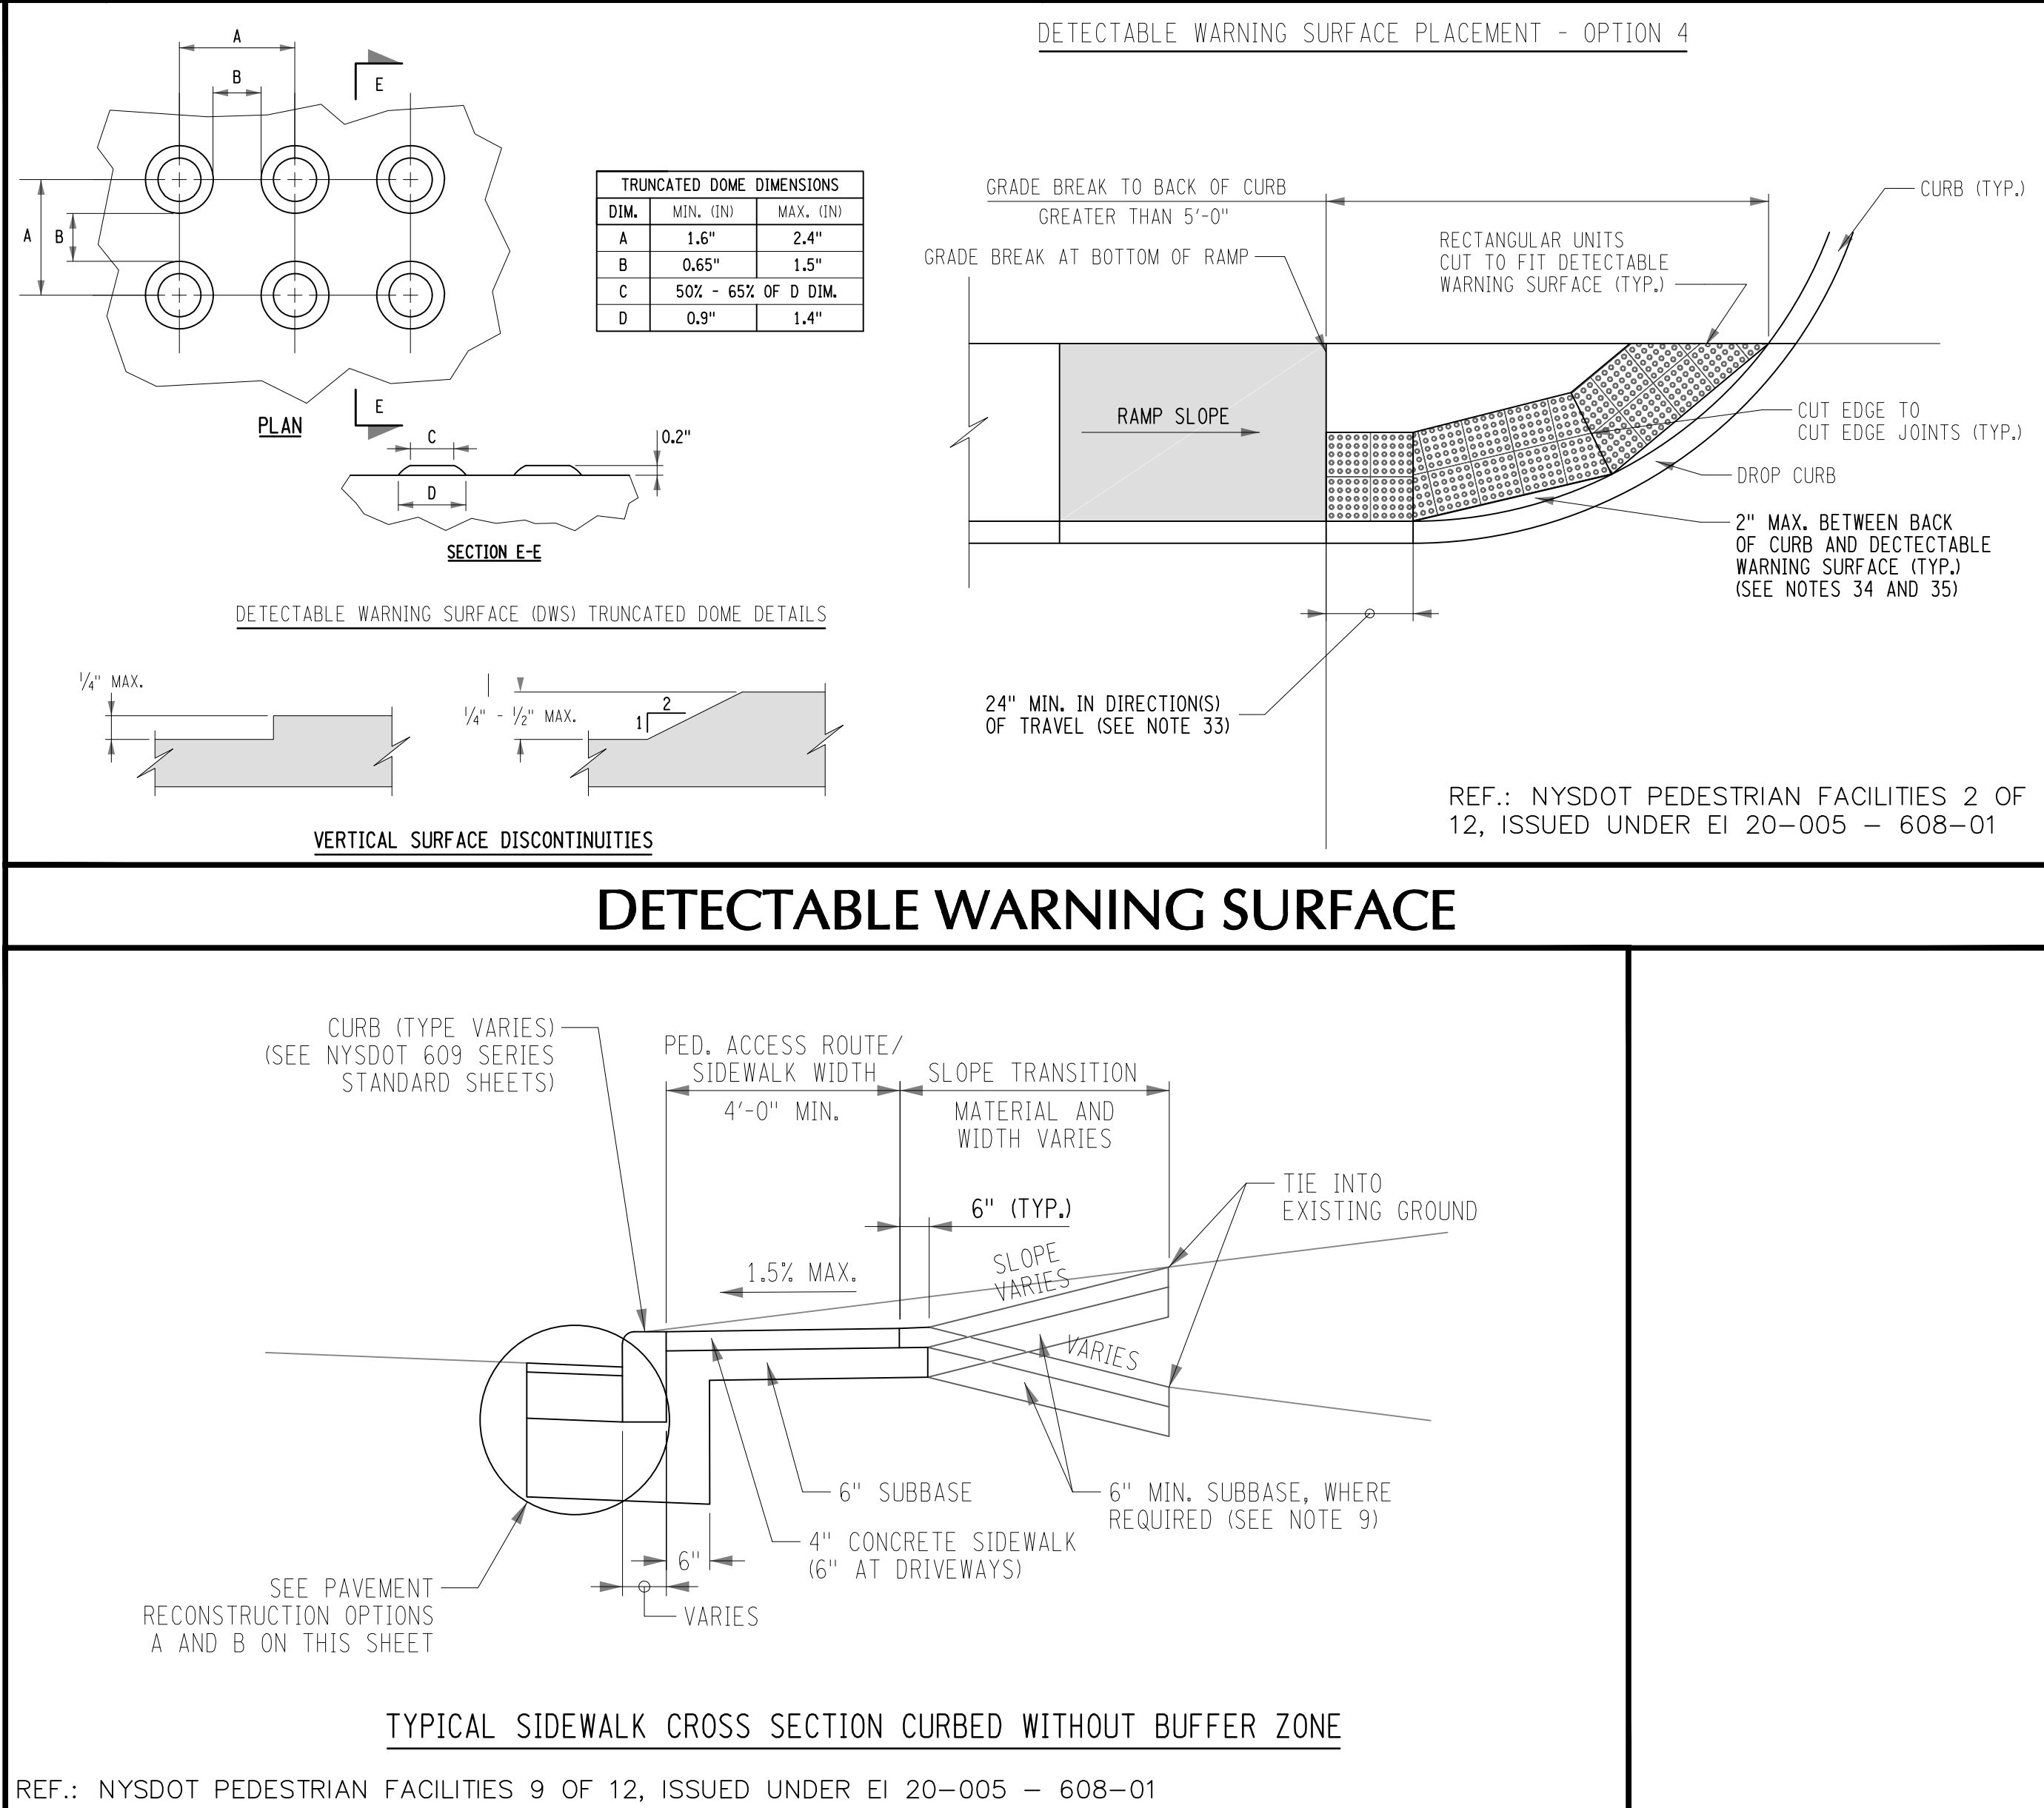 A
B
E
A
B
E
PLAN
C
D
0.2"
SECTION E-E
TRUNCATED DOME DIMENSIONS
DIM. MIN. (IN) MAX. (IN)
A 1.6" 2.4"
B 0.65" 1.5"
C 50% - 65% OF D DIM.
D 0.9" 1.4"
DETECTABLE WARNING SURFACE (DWS) TRUNCATED DOME DETAILS
1/4" MAX.
1/4" - 1/2" MAX.
1
2
VERTICAL SURFACE DISCONTINUITIES
DETECTABLE WARNING SURFACE PLACEMENT - OPTION 4
GRADE BREAK TO BACK OF CURB
GREATER THAN 5'-0"
GRADE BREAK AT BOTTOM OF RAMP
CURB (TYP.)
RECTANGULAR UNITS
CUT TO FIT DETECTABLE
WARNING SURFACE (TYP.)
RAMP SLOPE
CUT EDGE TO
CUT EDGE JOINTS (TYP.)
DROP CURB
2" MAX. BETWEEN BACK
OF CURB AND DECTECTABLE
WARNING SURFACE (TYP.)
(SEE NOTES 34 AND 35)
24" MIN. IN DIRECTION(S)
OF TRAVEL (SEE NOTE 33)
REF.: NYSDOT PEDESTRIAN FACILITIES 2 OF
12, ISSUED UNDER EI 20-005 - 608-01
DETECTABLE WARNING SURFACE
CURB (TYPE VARIES)
(SEE NYSDOT 609 SERIES
STANDARD SHEETS)
PED. ACCESS ROUTE/
SIDEWALK WIDTH
4'-0" MIN.
SLOPE TRANSITION
MATERIAL AND
WIDTH VARIES
6" (TYP.)
TIE INTO
EXISTING GROUND
1.5% MAX.
SLOPE
VARIES
VARIES
6" SUBBASE
6" MIN. SUBBASE, WHERE
REQUIRED (SEE NOTE 9)
4" CONCRETE SIDEWALK
(6" AT DRIVEWAYS)
6"
VARIES
SEE PAVEMENT
RECONSTRUCTION OPTIONS
A AND B ON THIS SHEET
TYPICAL SIDEWALK CROSS SECTION CURBED WITHOUT BUFFER ZONE
REF.: NYSDOT PEDESTRIAN FACILITIES 9 OF 12, ISSUED UNDER EI 20-005 - 608-01